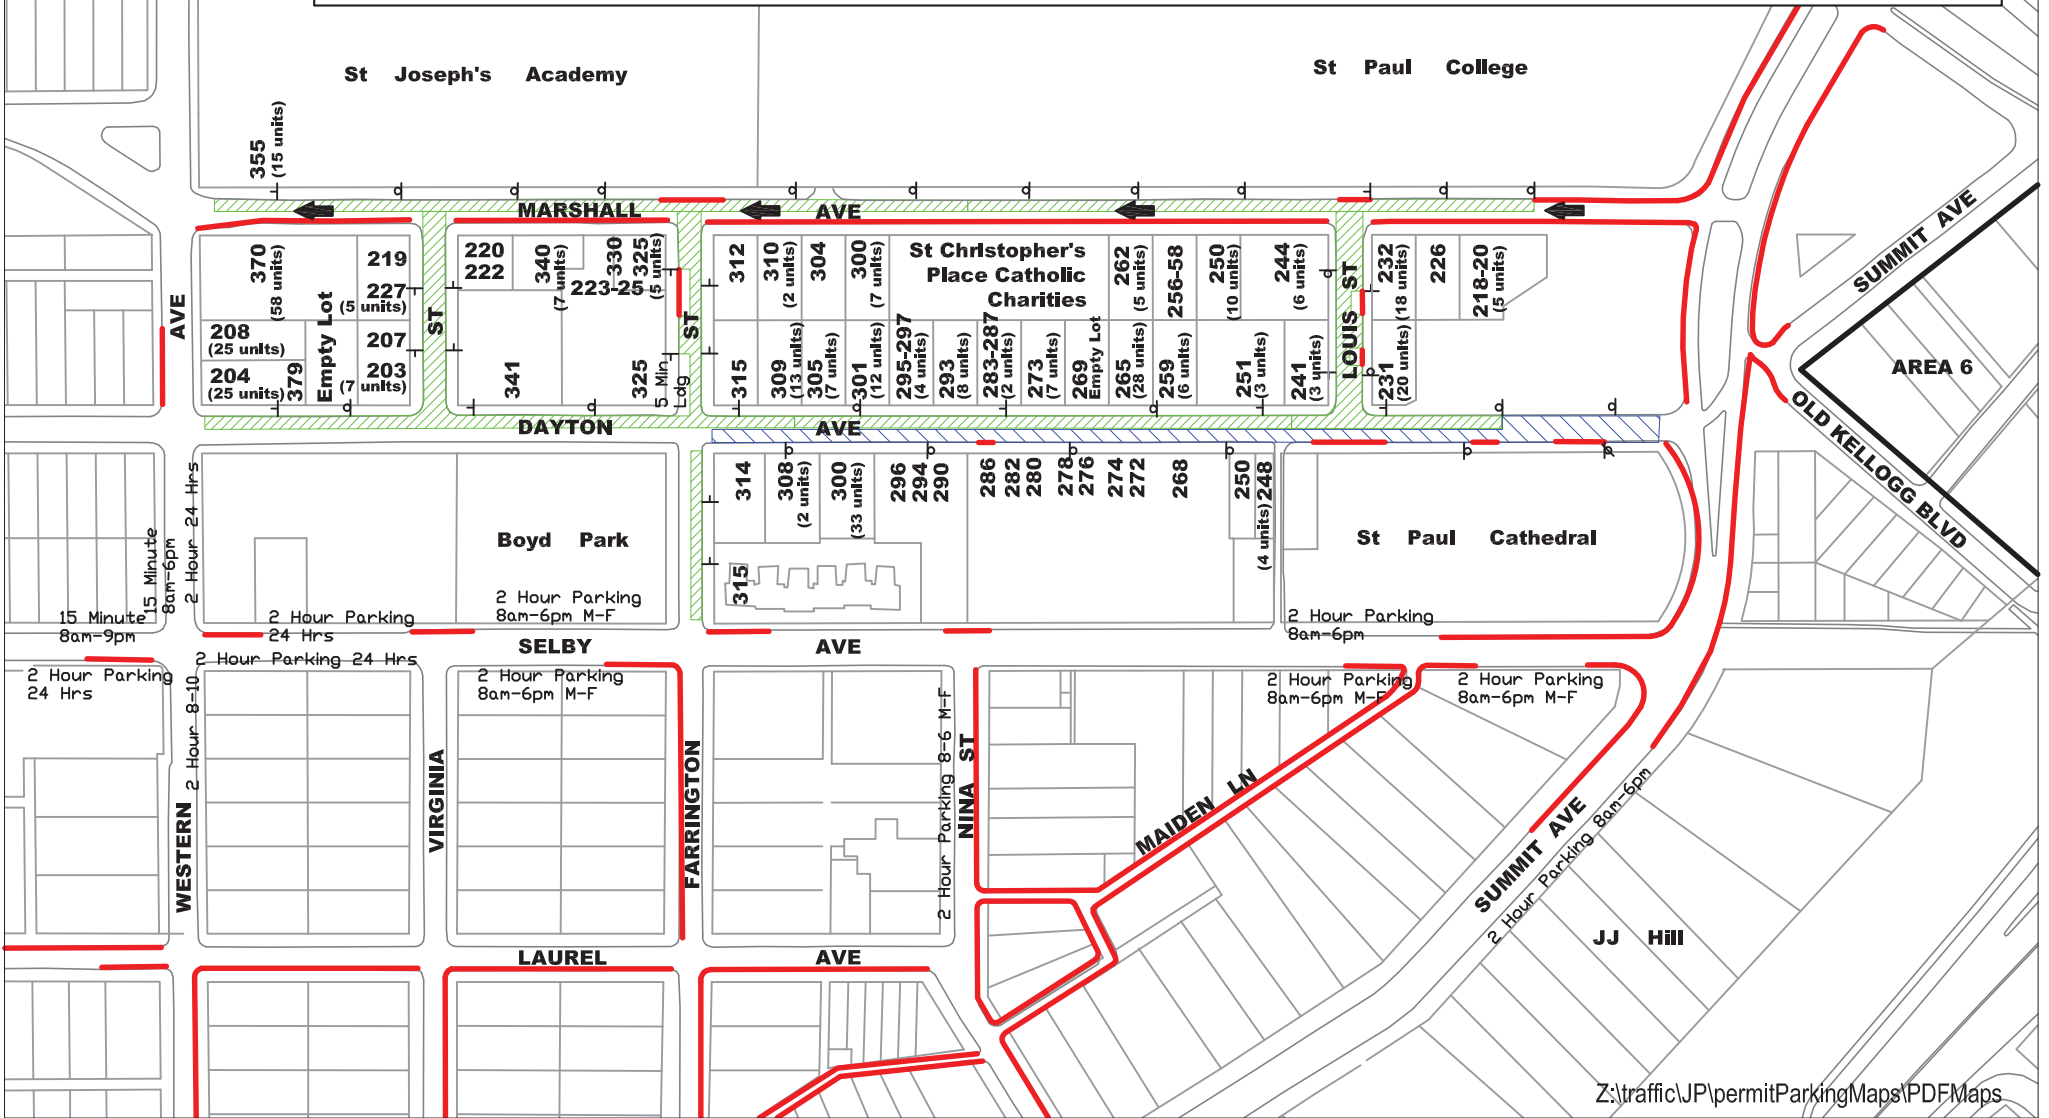 St Joseph's Academy
St Paul College
355
(15 units)
MARSHALL AVE
SUMMIT AVE
AREA 6
OLD KELLOGG BLVD
AVE
370
(58 units)
219
227
(5 units)
Empty Lot
208
(25 units)
204
(25 units)
379
207
203
(7 units)
ST
220
222
340
(7 units)
330
325
(5 units)
223-25
341
325
5 Min
Ldg
ST
312
310
(2 units)
304
300
(7 units)
St Christopher's
Place Catholic
Charities
262
(5 units)
256-58
250
(10 units)
244
(6 units)
315
309
(13 units)
305
(7 units)
301
(12 units)
295-297
(4 units)
293
(8 units)
283-287
(2 units)
273
(7 units)
269
Empty Lot
265
(28 units)
259
(6 units)
251
(3 units)
241
(3 units)
LOUIS ST
232
(18 units)
226
218-20
(5 units)
231
(20 units)
DAYTON AVE
2 Hour 24 Hrs
15 Minute
8am-6pm
Boyd Park
314
308
(2 units)
300
(33 units)
296
294
290
286
282
280
278
276
274
272
268
250
248
(4 units)
315
St Paul Cathedral
15 Minute
8am-9pm
2 Hour Parking
24 Hrs
2 Hour Parking
8am-6pm M-F
2 Hour Parking
8am-6pm
SELBY AVE
2 Hour Parking
24 Hrs
2 Hour Parking 24 Hrs
2 Hour Parking
8am-6pm M-F
2 Hour Parking
8am-6pm M-F
2 Hour Parking
8am-6pm M-F
WESTERN
2 Hour 8-10
VIRGINIA
FARRINGTON
2 Hour Parking 8-6 M-F
NINA ST
MAIDEN LN
SUMMIT AVE
2 Hour Parking 8am-6pm
JJ Hill
LAUREL AVE
Z:\traffic\JP\permitParkingMaps\PDFMaps